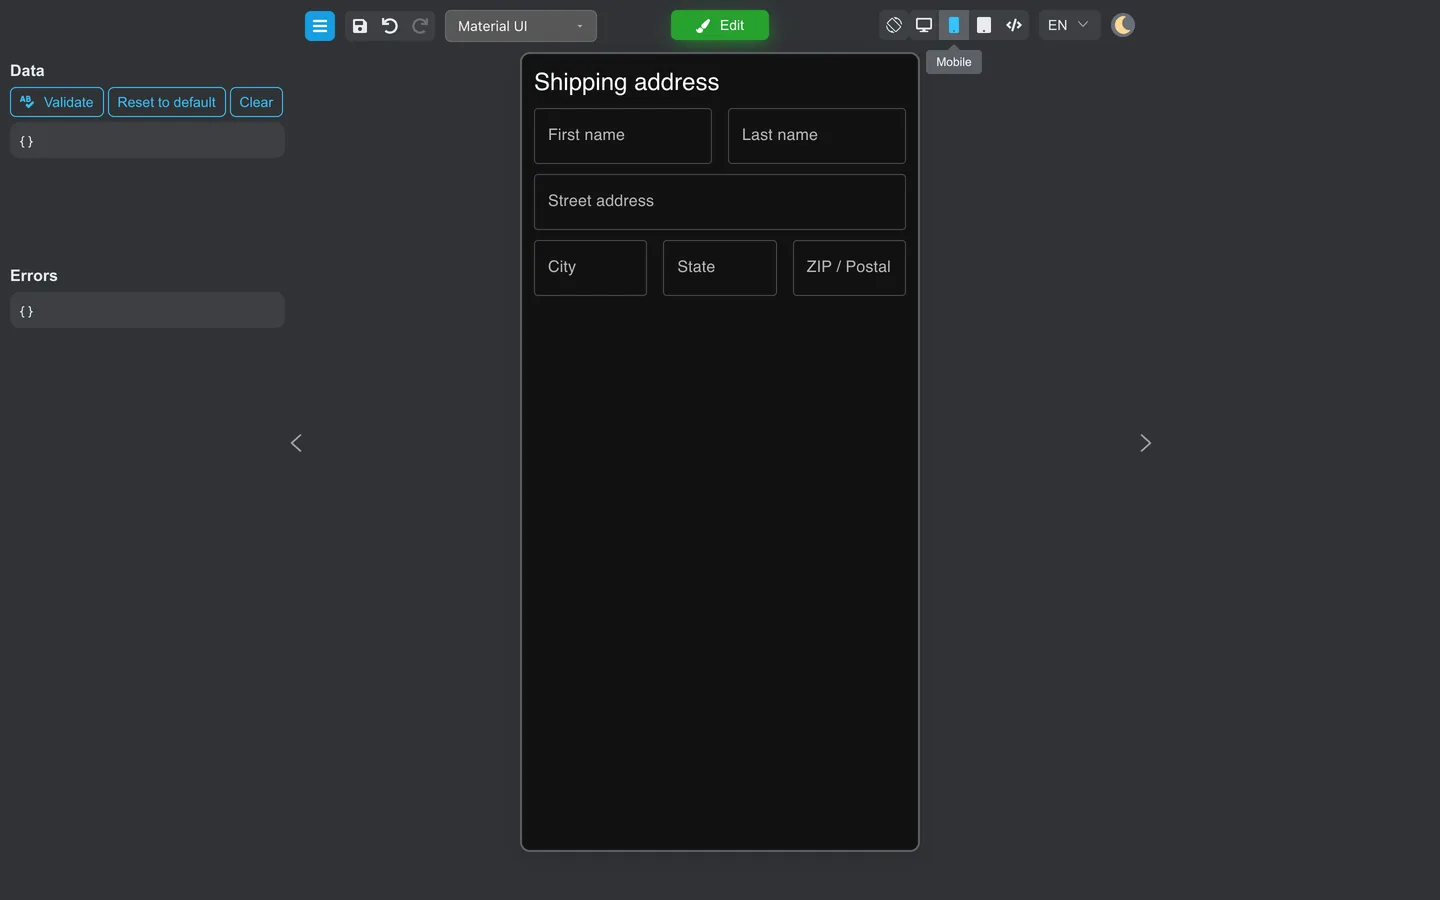 Material UI
Edit
EN
Mobile
Data
AB Validate
Reset to default
Clear
{}
Errors
{}
Shipping address
First name
Last name
Street address
City
State
ZIP / Postal